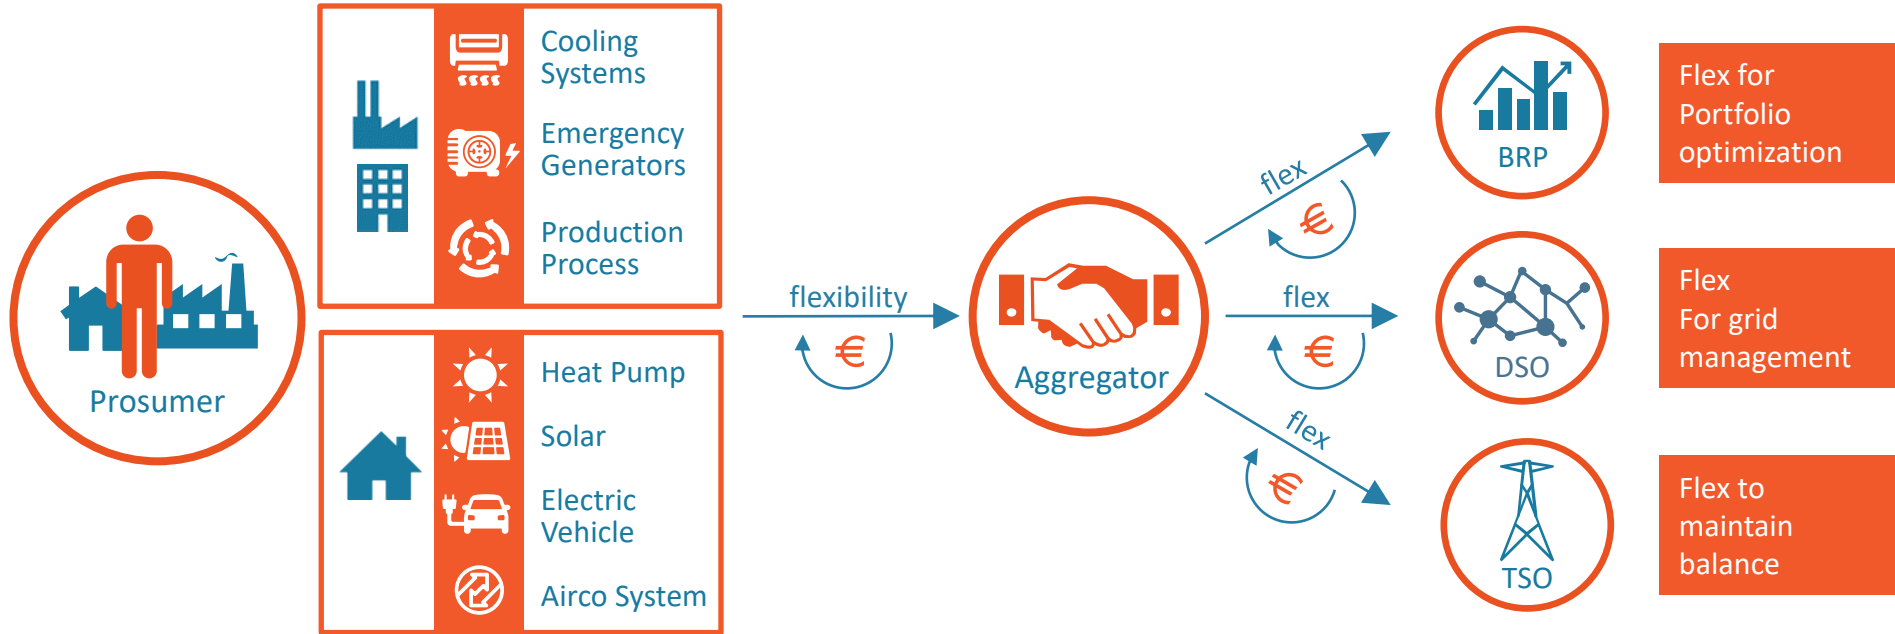 Prosumer
Cooling
Systems
Emergency
Generators
Production
Process
Heat Pump
Solar
Electric
Vehicle
Airco System
flexibility
€
Aggregator
flex
€
flex
€
flex
€
BRP
DSO
TSO
Flex for
Portfolio
optimization
Flex
For grid
management
Flex to
maintain
balance